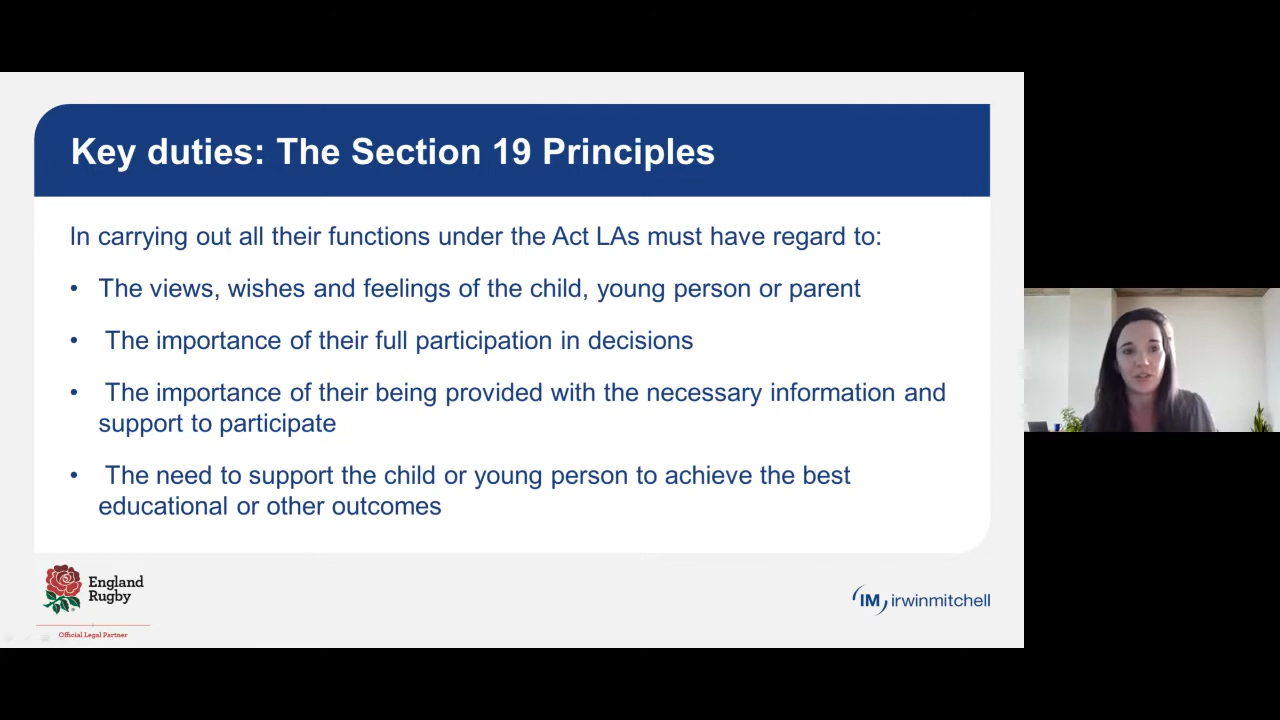 Key duties: The Section 19 Principles
In carrying out all their functions under the Act LAs must have regard to:
• The views, wishes and feelings of the child, young person or parent
• The importance of their full participation in decisions
• The importance of their being provided with the necessary information and
support to participate
• The need to support the child or young person to achieve the best
educational or other outcomes
England
Rugby
Official Legal Partner
IM irwinmitchell